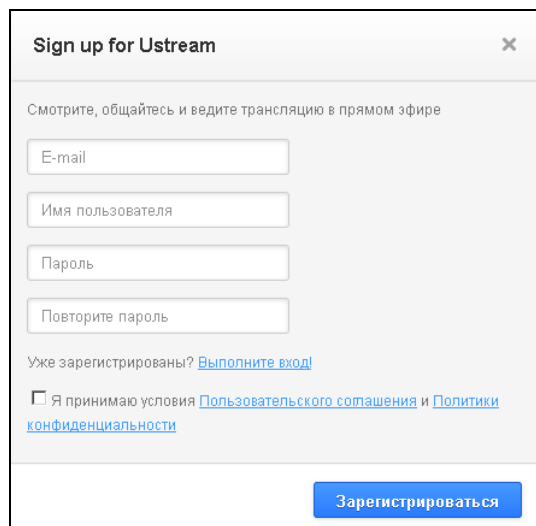 Sign up for Ustream
Смотрите, общайтесь и ведите трансляцию в прямом эфире
E-mail
Имя пользователя
Пароль
Повторите пароль
Уже зарегистрированы? Выполните вход!
Я принимаю условия Пользовательского соглашения и Политики
конфиденциальности
Зарегистрироваться